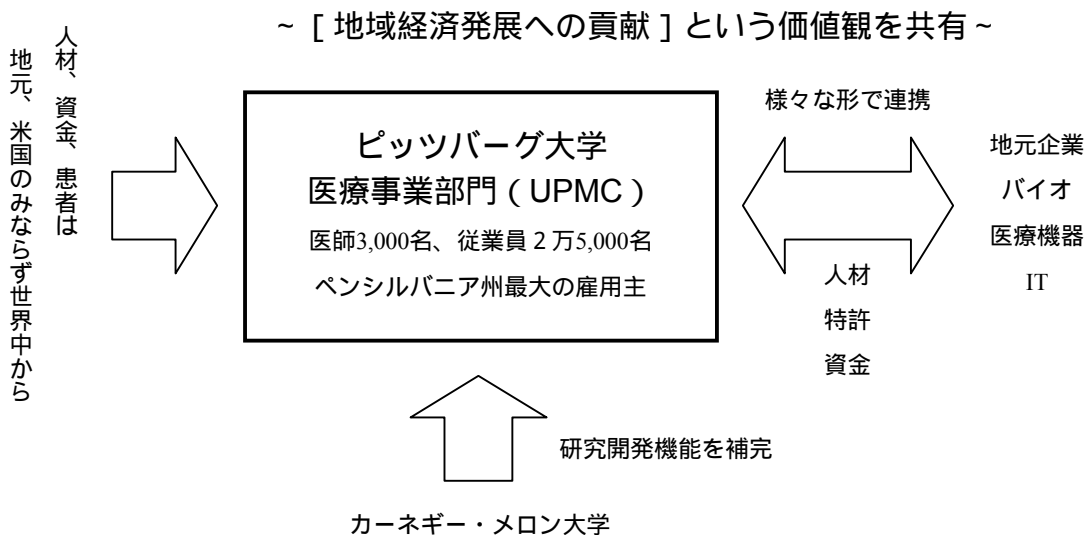 ～［地域経済発展への貢献］という価値観を共有～
人材、資金、患者は
地元、米国のみならず世界中から
ピッツバーグ大学
医療事業部門（UPMC）
医師3,000名、従業員２万5,000名
ペンシルバニア州最大の雇用主
様々な形で連携
人材
特許
資金
地元企業
バイオ
医療機器
IT
研究開発機能を補完
カーネギー・メロン大学